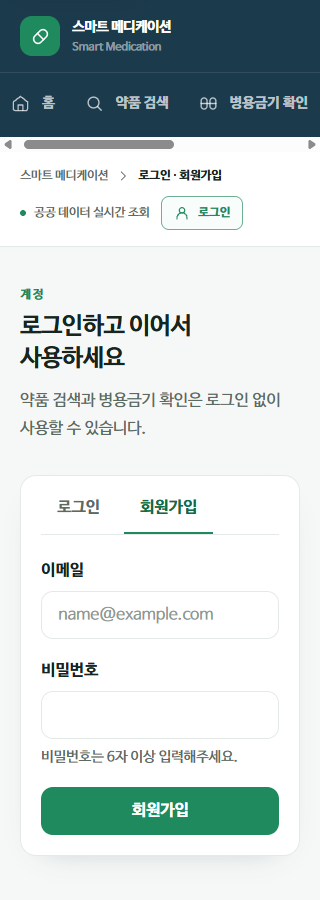 스마트 메디케이션
Smart Medication
홈
약품 검색
병용금기 확인
스마트 메디케이션
로그인 · 회원가입
공공 데이터 실시간 조회
로그인
계정
로그인하고 이어서
사용하세요
약품 검색과 병용금기 확인은 로그인 없이
사용할 수 있습니다.
로그인
회원가입
이메일
name@example.com
비밀번호
비밀번호는 6자 이상 입력해주세요.
회원가입